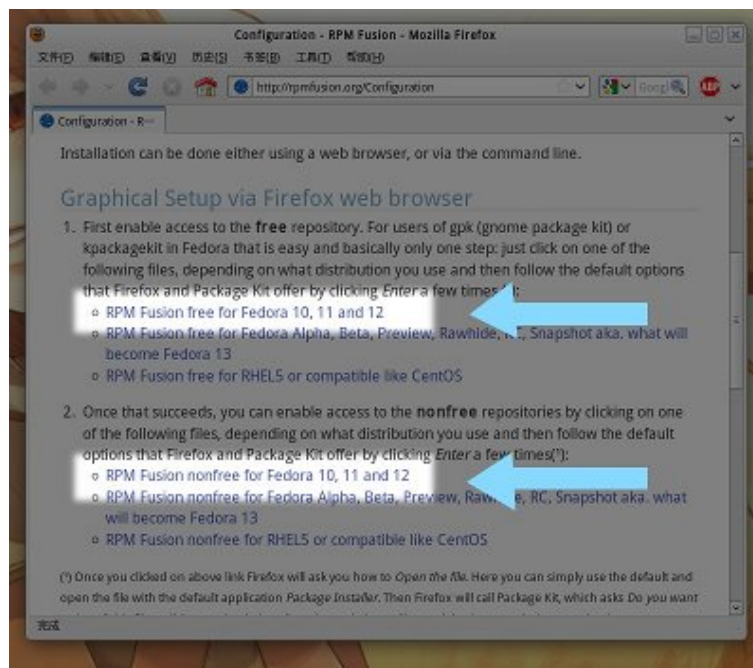 Configuration - RPM Fusion - Mozilla Firefox
文件(F) 编辑(E) 查看(V) 历史(S) 书签(B) 工具(T) 帮助(H)
http://rpmfusion.org/Configuration Googl ABP
Configuration - R…
Installation can be done either using a web browser, or via the command line.
Graphical Setup via Firefox web browser
1. First enable access to the free repository. For users of gpk (gnome package kit) or
kpackagekit in Fedora that is easy and basically only one step: just click on one of the
following files, depending on what distribution you use and then follow the default options
that Firefox and Package Kit offer by clicking Enter a few times
RPM Fusion free for Fedora 10, 11 and 12
RPM Fusion free for Fedora Alpha, Beta, Preview, Rawhide, RC, Snapshot aka. what will
become Fedora 13
RPM Fusion free for RHEL5 or compatible like CentOS
2. Once that succeeds, you can enable access to the nonfree repositories by clicking on one
of the following files, depending on what distribution you use and then follow the default
options that Firefox and Package Kit offer by clicking Enter a few times(¹):
RPM Fusion nonfree for Fedora 10, 11 and 12
RPM Fusion nonfree for Fedora Alpha, Beta, Preview, Rawhide, RC, Snapshot aka. what
will become Fedora 13
RPM Fusion nonfree for RHEL5 or compatible like CentOS
(¹) Once you clicked on above link Firefox will ask you how to Open the file. Here you can simply use the default and
open the file with the default application Package Installer. Then Firefox will call Package Kit, which asks Do you want
完成